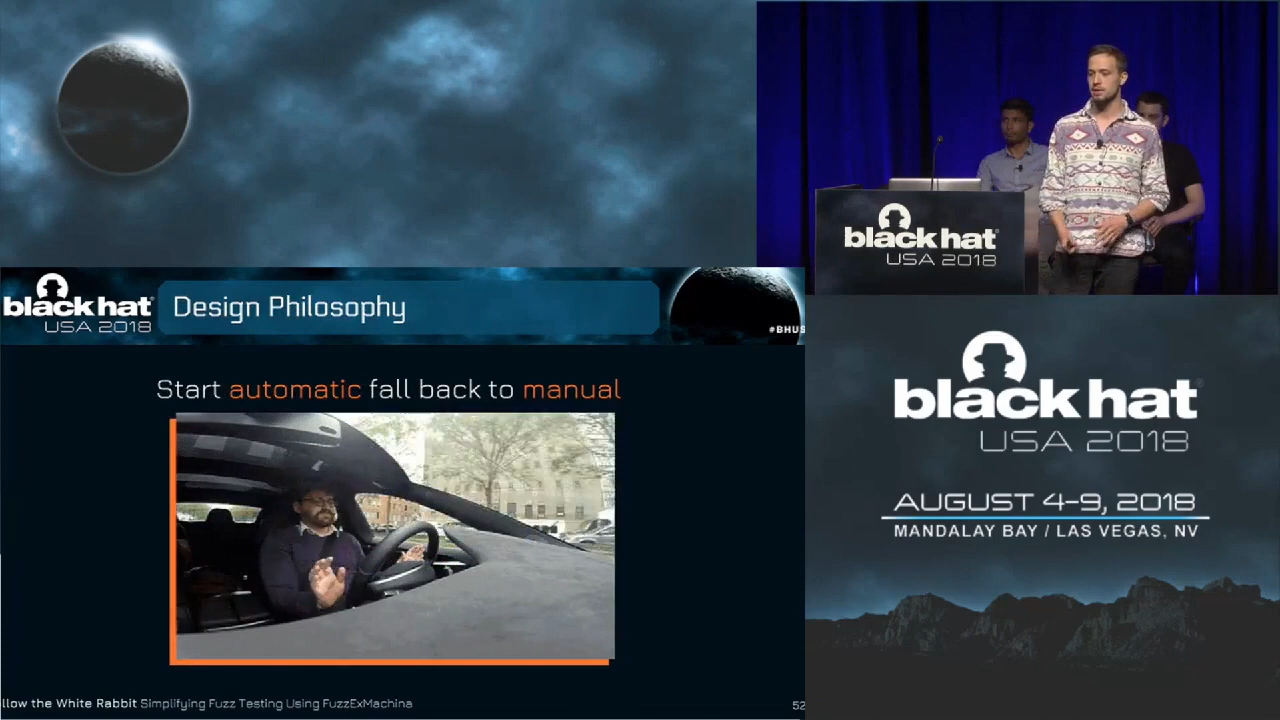 black hat
USA 2018
Design Philosophy
#BHUS
Start automatic fall back to manual
llow the White Rabbit Simplifying Fuzz Testing Using FuzzExMachina
52
black hat
USA 2018
black hat
USA 2018
AUGUST 4-9, 2018
MANDALAY BAY / LAS VEGAS, NV